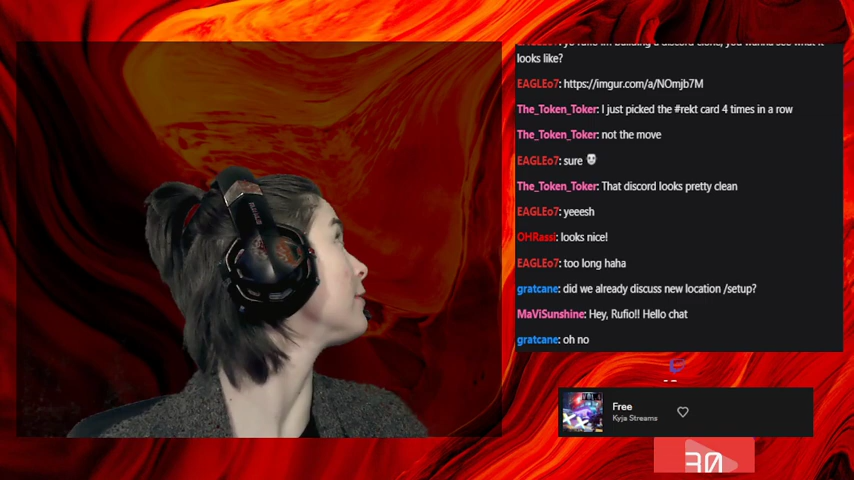 looks like?
EAGLEo7: https://imgur.com/a/NOmjb7M
The_Token_Toker: I just picked the #rekt card 4 times in a row
The_Token_Toker: not the move
EAGLEo7: sure
The_Token_Toker: That discord looks pretty clean
EAGLEo7: yeeesh
OHRassi: looks nice!
EAGLEo7: too long haha
gratcane: did we already discuss new location /setup?
MaViSunshine: Hey, Rufio!! Hello chat
gratcane: oh no
Free
Kyja Streams
30